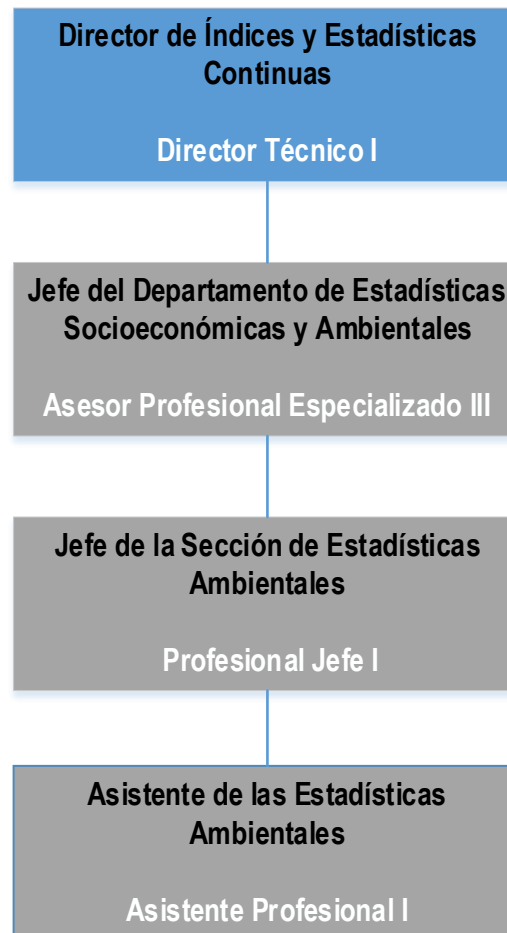 Director de Índices y Estadísticas
Continuas
Director Técnico I
Jefe del Departamento de Estadísticas
Socioeconómicas y Ambientales
Asesor Profesional Especializado III
Jefe de la Sección de Estadísticas
Ambientales
Profesional Jefe I
Asistente de las Estadísticas
Ambientales
Asistente Profesional I